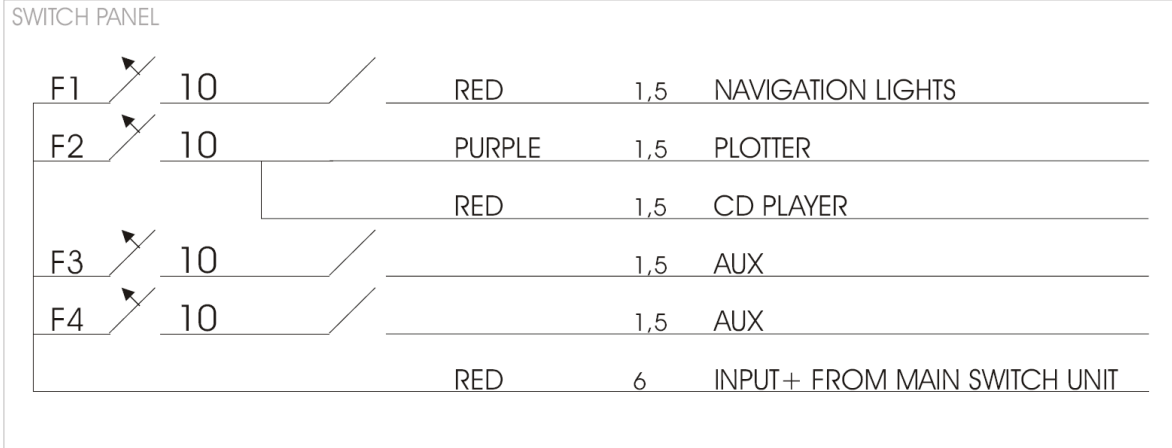 SWITCH PANEL
F1 10 RED 1,5 NAVIGATION LIGHTS
F2 10 PURPLE 1,5 PLOTTER
RED 1,5 CD PLAYER
F3 10 1,5 AUX
F4 10 1,5 AUX
RED 6 INPUT+ FROM MAIN SWITCH UNIT